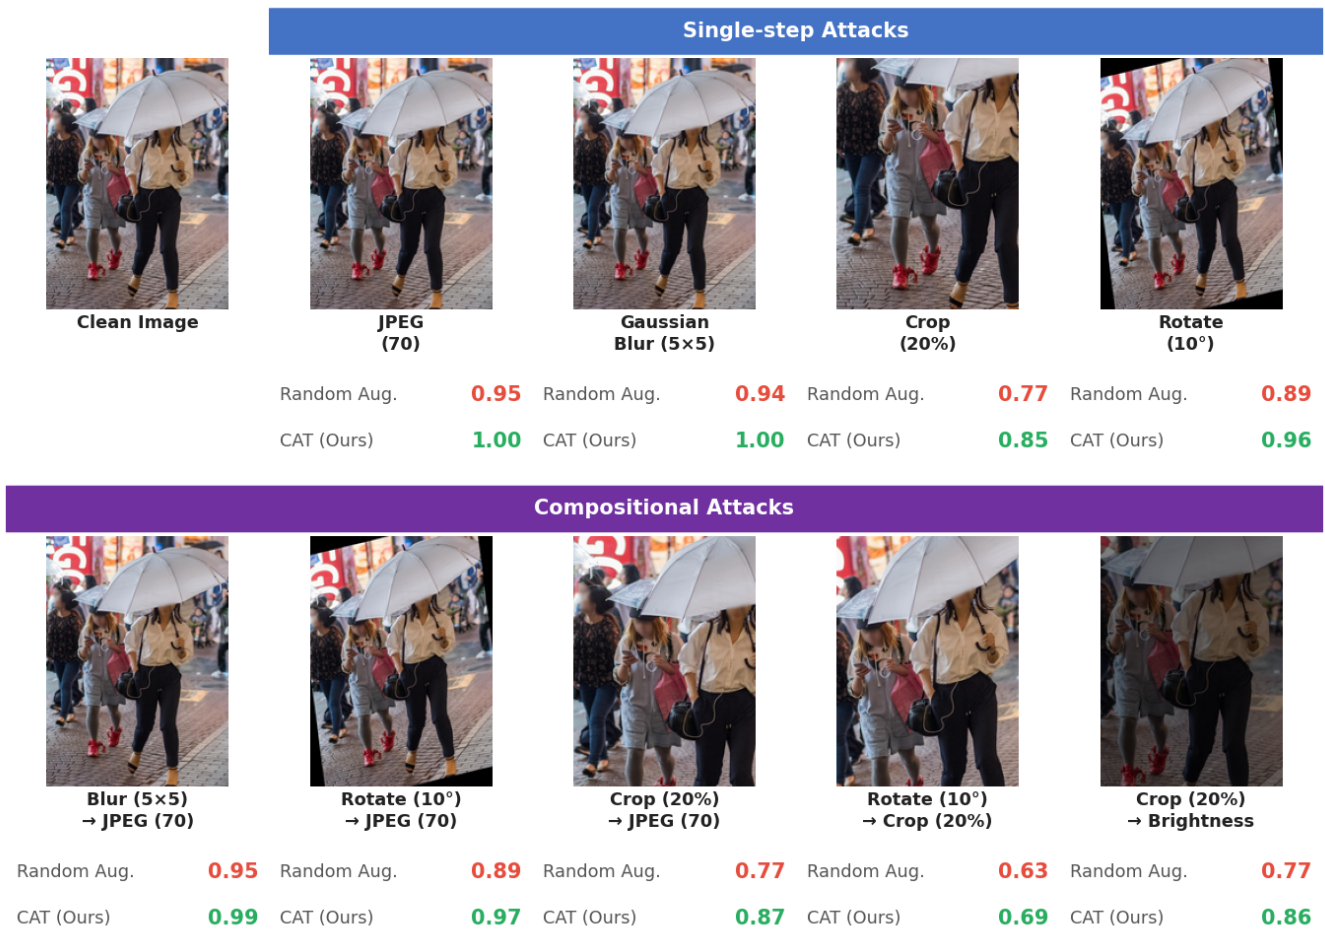 Single-step Attacks
Clean Image
JPEG
(70)
Gaussian
Blur (5×5)
Crop
(20%)
Rotate
(10°)
Random Aug. 0.95
Random Aug. 0.94
Random Aug. 0.77
Random Aug. 0.89
CAT (Ours) 1.00
CAT (Ours) 1.00
CAT (Ours) 0.85
CAT (Ours) 0.96
Compositional Attacks
Blur (5×5)
→ JPEG (70)
Rotate (10°)
→ JPEG (70)
Crop (20%)
→ JPEG (70)
Rotate (10°)
→ Crop (20%)
Crop (20%)
→ Brightness
Random Aug. 0.95
Random Aug. 0.89
Random Aug. 0.77
Random Aug. 0.63
Random Aug. 0.77
CAT (Ours) 0.99
CAT (Ours) 0.97
CAT (Ours) 0.87
CAT (Ours) 0.69
CAT (Ours) 0.86